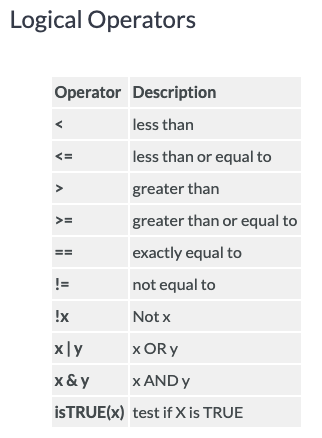 Logical Operators
Operator Description
< less than
<= less than or equal to
> greater than
>= greater than or equal to
== exactly equal to
!= not equal to
!x Not x
x | y x OR y
x & y x AND y
isTRUE(x) test if X is TRUE